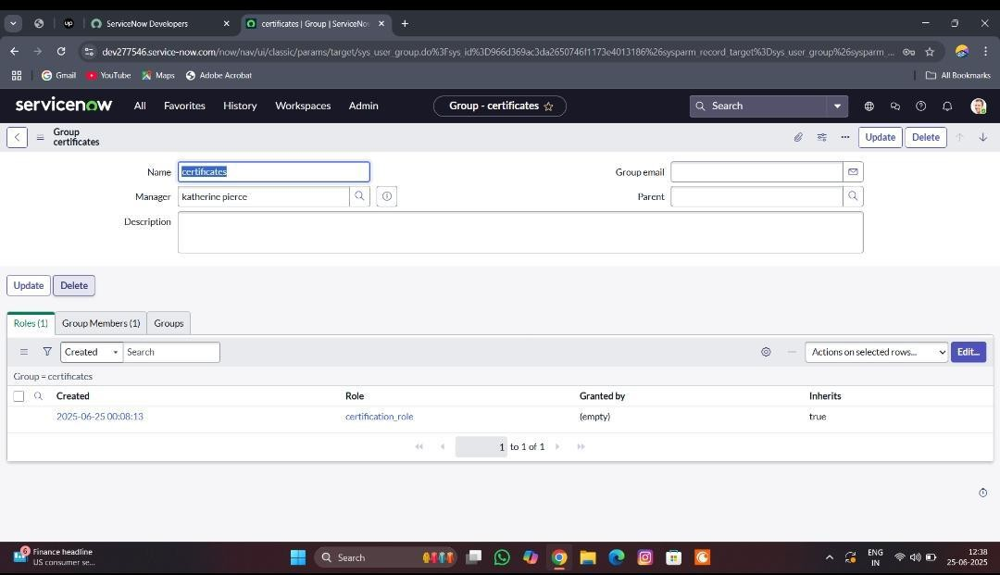 up
ServiceNow Developers
certificates | Group | ServiceNo
dev277546.service-now.com/now/nav/ui/classic/params/target/sys_user_group.do%3Fsys_id%3D966d369ac3da2650746f1173e4013186%26sysparm_record_target%3Dsys_user_group%26sysparm_...
Gmail YouTube Maps Adobe Acrobat All Bookmarks
servicenow All Favorites History Workspaces Admin Group - certificates Search
Group
certificates
Update Delete
Name certificates Group email
Manager katherine pierce Parent
Description
Update Delete
Roles (1) Group Members (1) Groups
Created Search Actions on selected rows... Edit...
Group = certificates
Created Role Granted by Inherits
2025-06-25 00:08:13 certification_role (empty) true
1 to 1 of 1
6 Finance headline
US consumer se...
Search
ENG
IN
12:38
25-06-2025